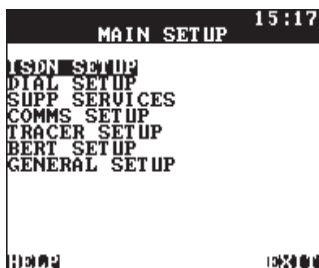 15:17
MAIN SETUP
ISDN SETUP
DIAL SETUP
SUPP SERVICES
COMMS SETUP
TRACER SETUP
BERT SETUP
GENERAL SETUP
HELP EXIT